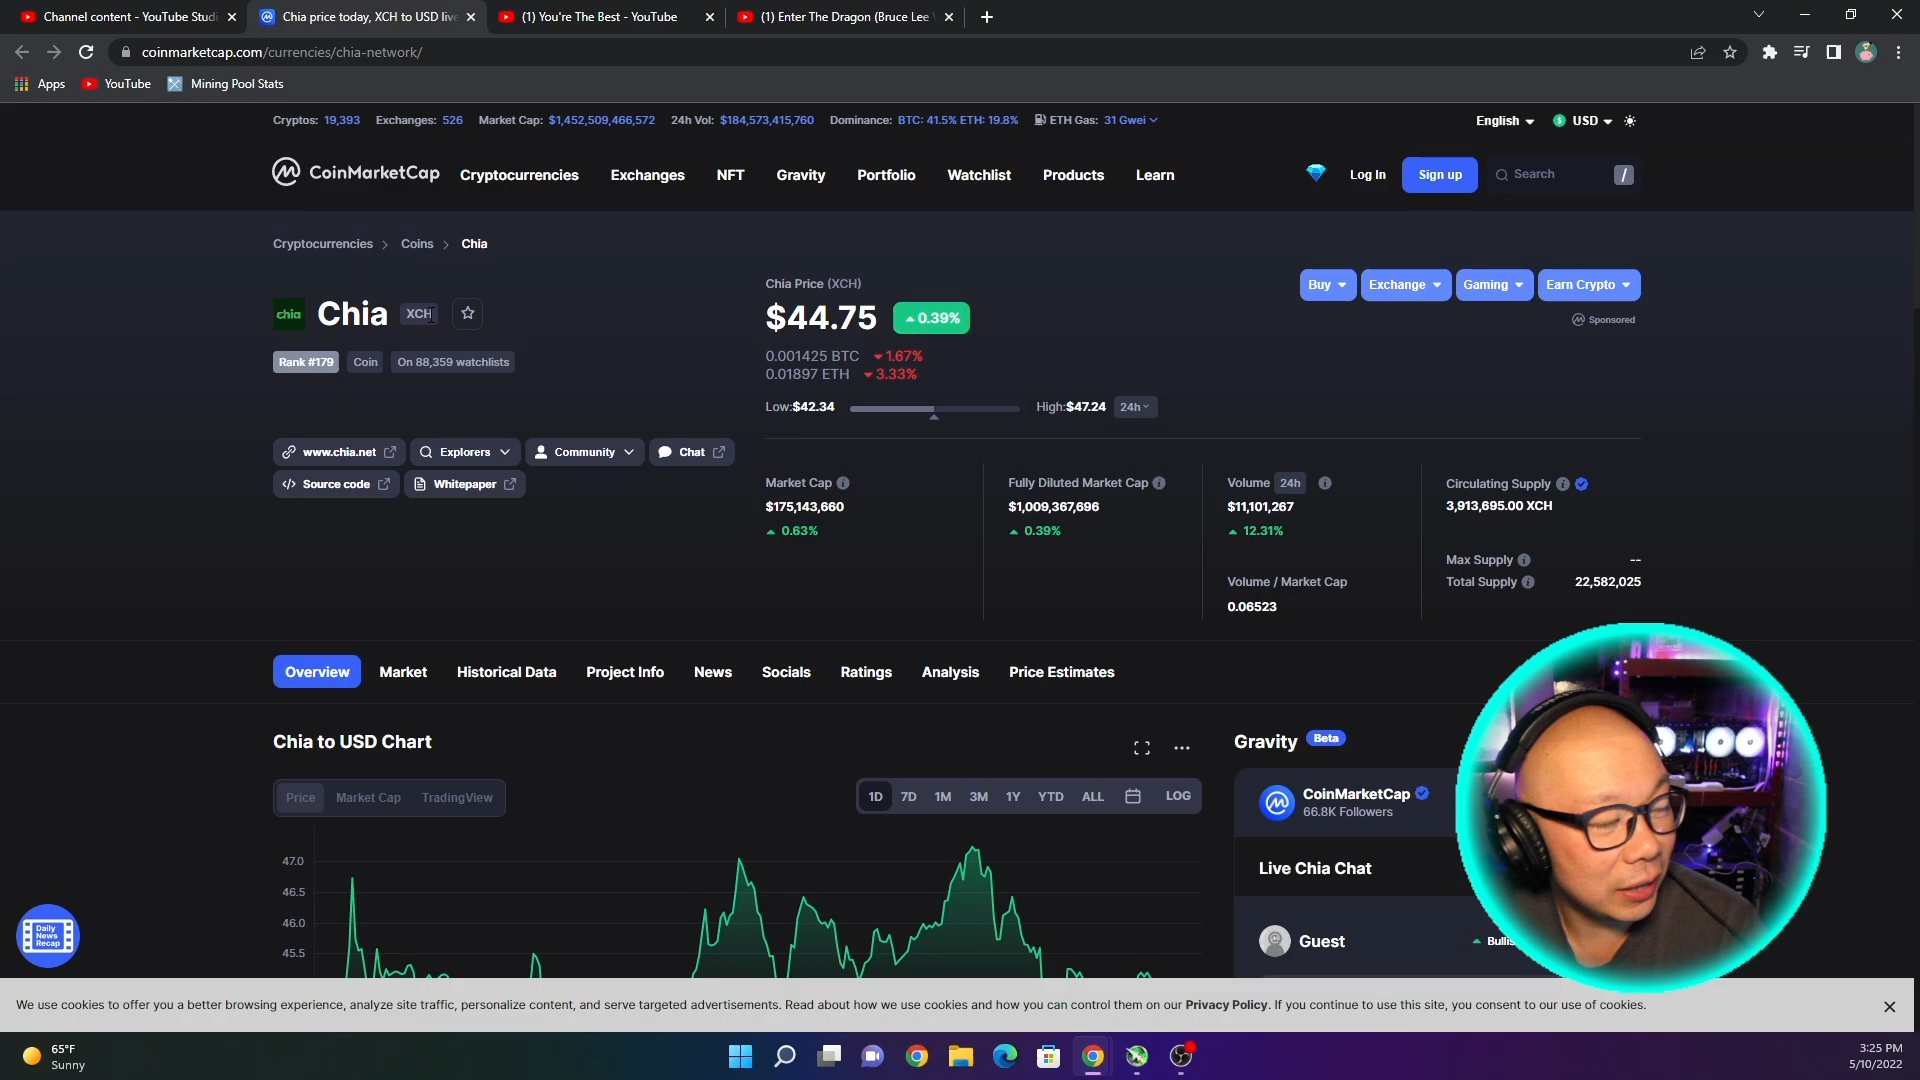 Channel content - YouTube Studi
Chia price today, XCH to USD live
(1) You're The Best - YouTube
(1) Enter The Dragon (Bruce Lee
coinmarketcap.com/currencies/chia-network/
Apps
YouTube
Mining Pool Stats
Cryptos: 19,393 Exchanges: 526 Market Cap: $1,452,509,466,572 24h Vol: $184,573,415,760 Dominance: BTC: 41.5% ETH: 19.8% ETH Gas: 31 Gwei
English USD
CoinMarketCap Cryptocurrencies Exchanges NFT Gravity Portfolio Watchlist Products Learn
Log In Sign up Search /
Cryptocurrencies > Coins > Chia
chia Chia XCH
Rank #179 Coin On 88,359 watchlists
www.chia.net Explorers Community Chat
Source code Whitepaper
Chia Price (XCH)
$44.75 0.39%
0.001425 BTC 1.67%
0.01897 ETH 3.33%
Low:$42.34 High:$47.24 24h
Buy Exchange Gaming Earn Crypto
Sponsored
Market Cap
$175,143,660
0.63%
Fully Diluted Market Cap
$1,009,367,696
0.39%
Volume 24h
$11,101,267
12.31%
Volume / Market Cap
0.06523
Circulating Supply
3,913,695.00 XCH
Max Supply --
Total Supply 22,582,025
Overview Market Historical Data Project Info News Socials Ratings Analysis Price Estimates
Chia to USD Chart
Price Market Cap TradingView
1D 7D 1M 3M 1Y YTD ALL LOG
47.0
46.5
46.0
45.5
Gravity Beta
CoinMarketCap
66.8K Followers
Live Chia Chat
Guest
Daily
News
Recap
We use cookies to offer you a better browsing experience, analyze site traffic, personalize content, and serve targeted advertisements. Read about how we use cookies and how you can control them on our Privacy Policy. If you continue to use this site, you consent to our use of cookies.
65°F
Sunny
3:25 PM
5/10/2022